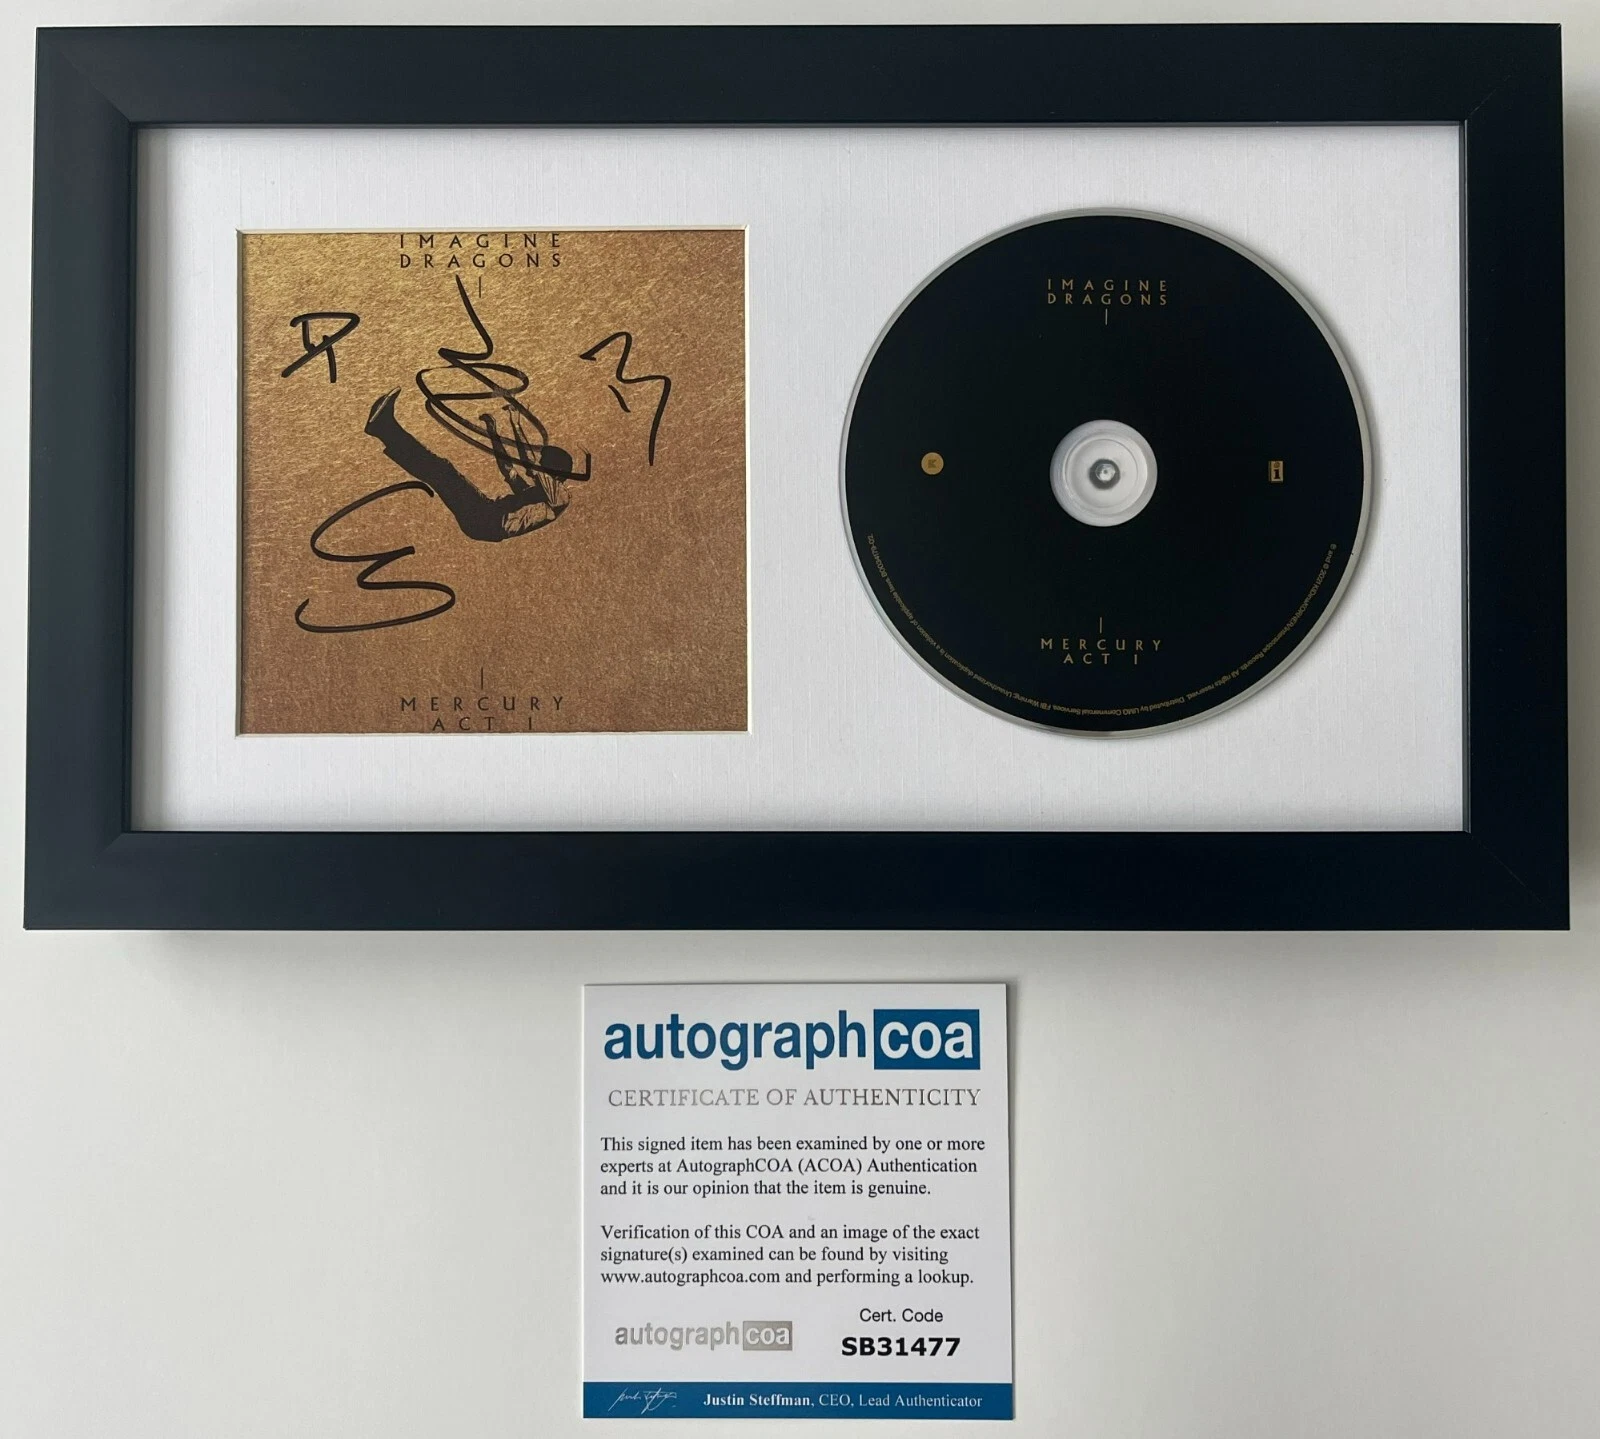 IMAGINE
DRAGONS
MERCURY
ACT I
IMAGINE
DRAGONS
MERCURY
ACT I
autographcoa
CERTIFICATE OF AUTHENTICITY
This signed item has been examined by one or more
experts at AutographCOA (ACOA) Authentication
and it is our opinion that the item is genuine.
Verification of this COA and an image of the exact
signature(s) examined can be found by visiting
www.autographcoa.com and performing a lookup.
autographcoa
Cert. Code
SB31477
Justin Steffman, CEO, Lead Authenticator